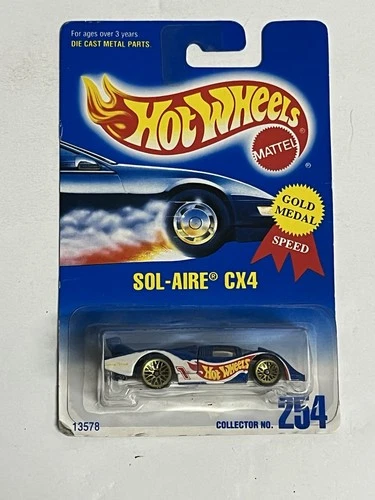 For ages over 3 years
DIE CAST METAL PARTS.
HOT WHEELS®
MATTEL
®
GOLD
MEDAL
SPEED
SOL-AIRE® CX4
1
HOT WHEELS
13578
COLLECTOR NO. 254